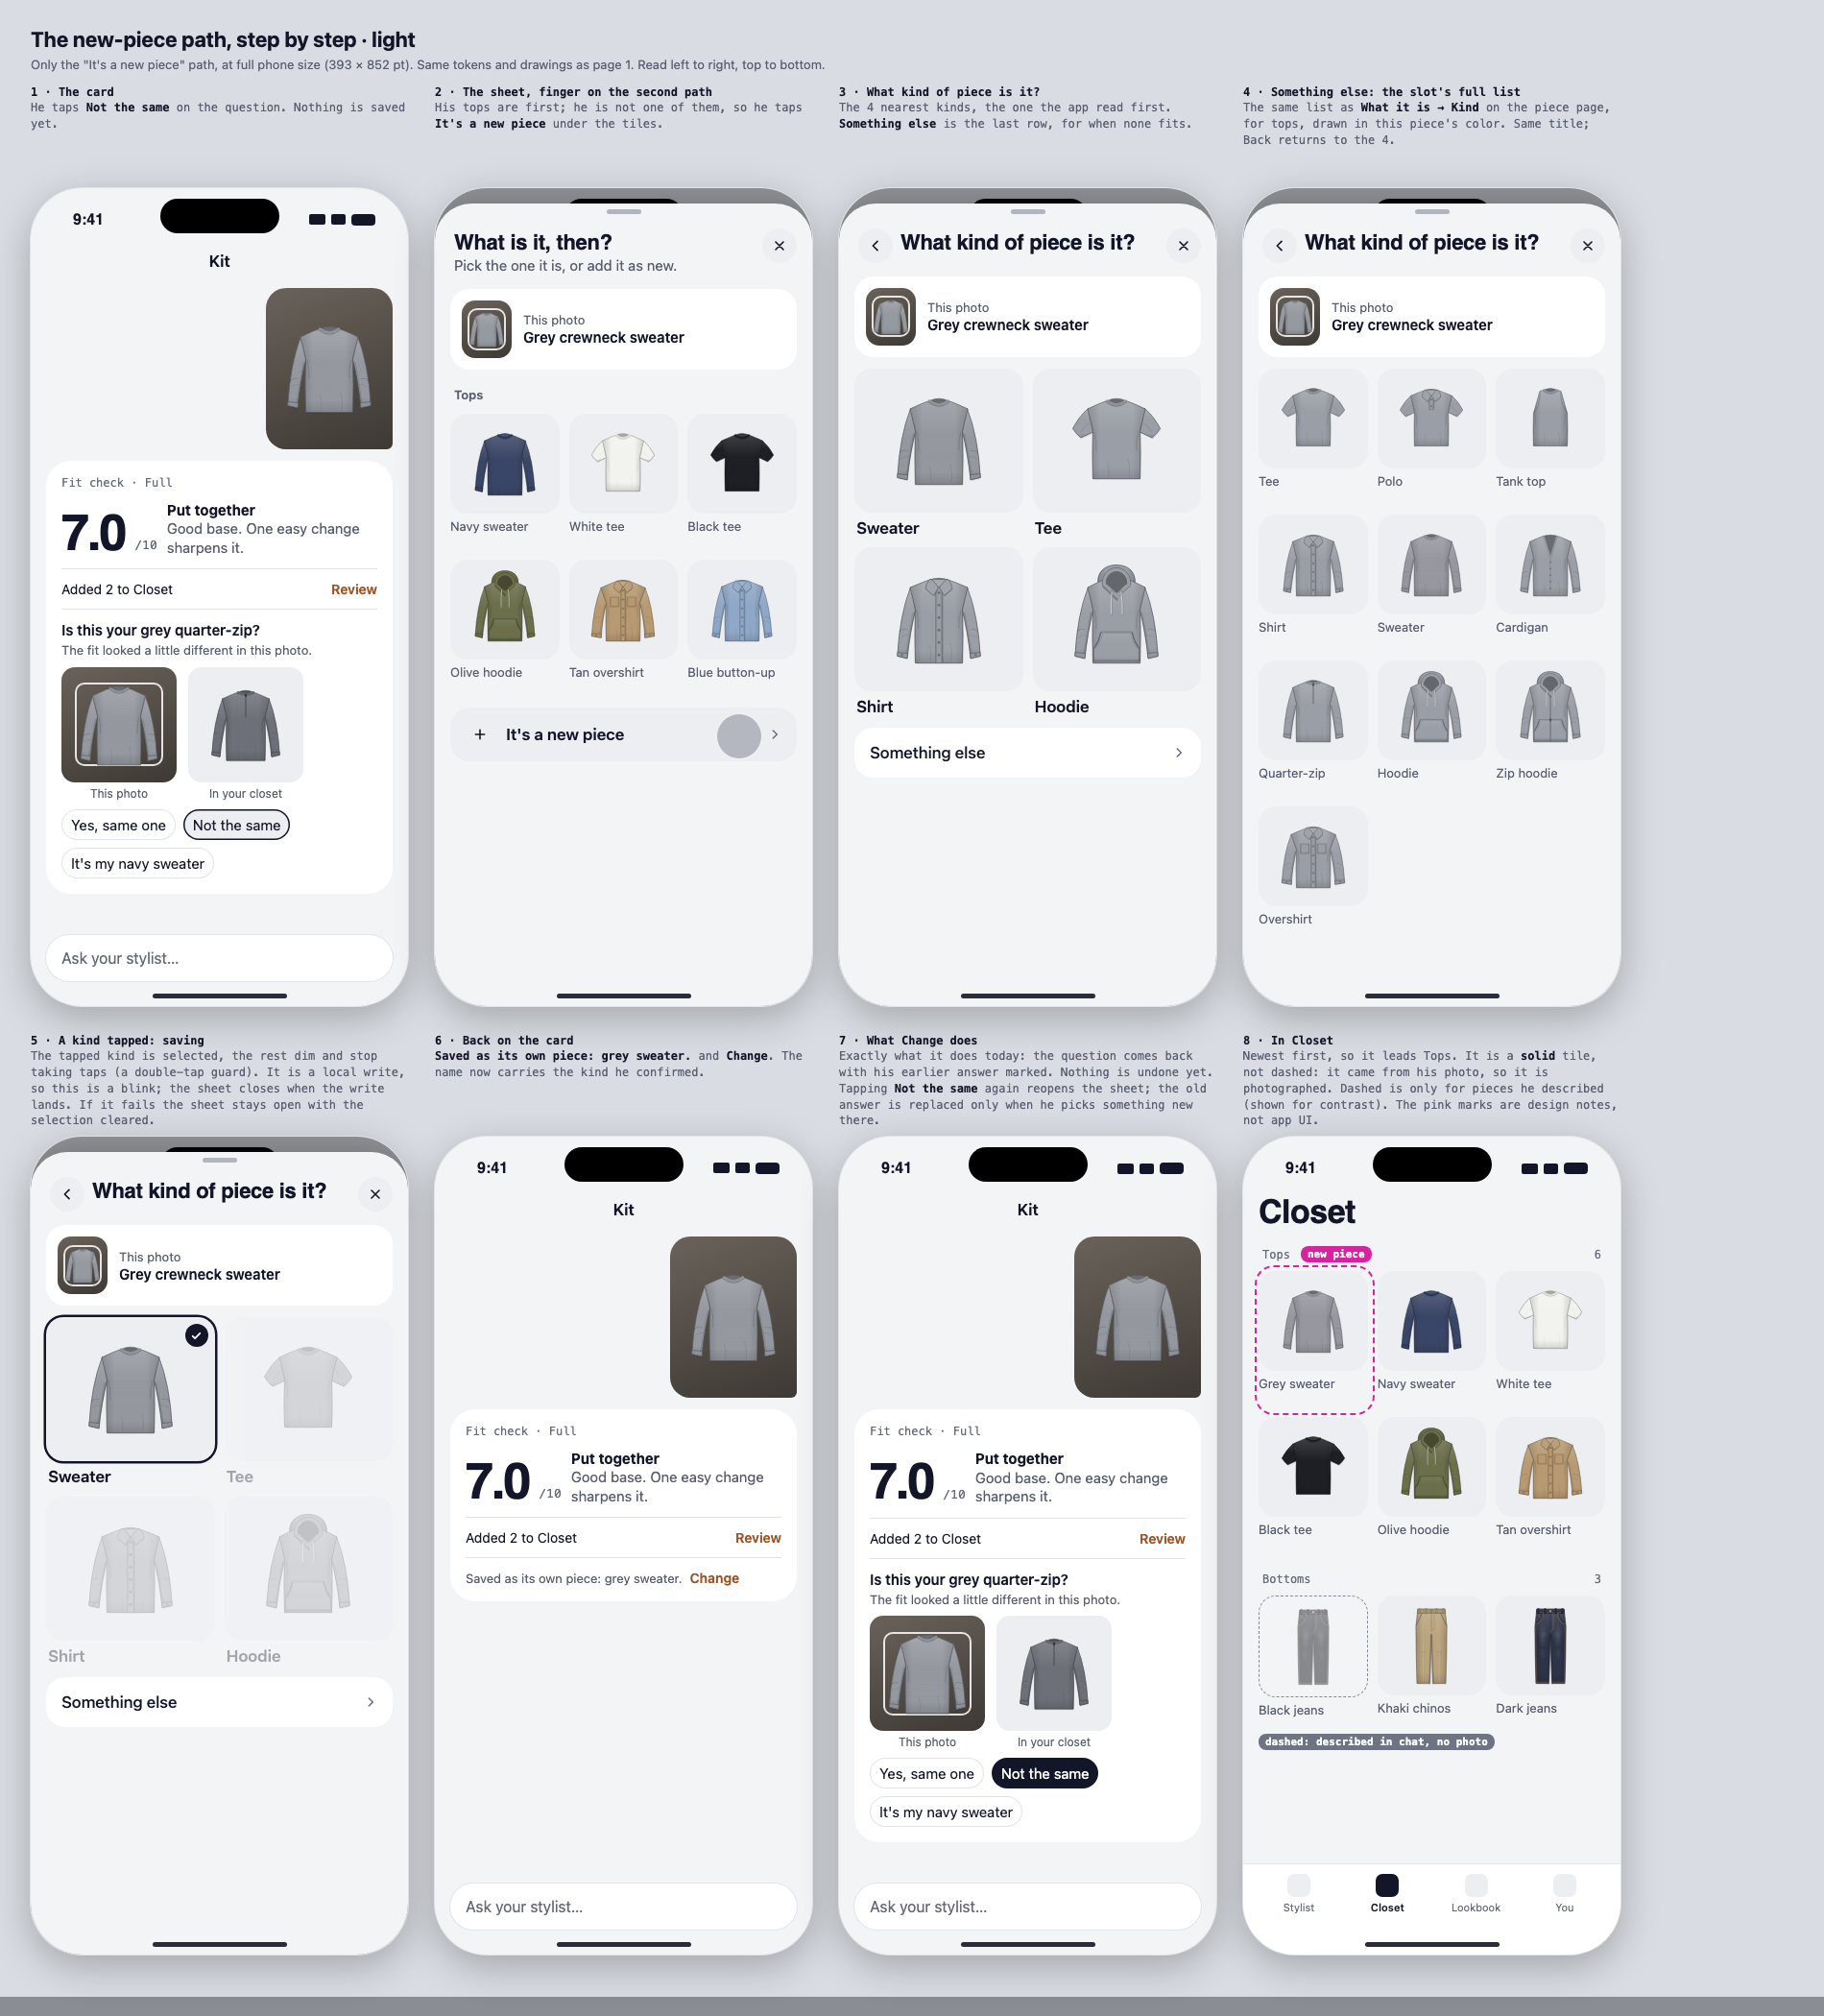 The new-piece path, step by step · light
Only the "It's a new piece" path, at full phone size (393 × 852 pt). Same tokens and drawings as page 1. Read left to right, top to bottom.
1 · The card
He taps Not the same on the question. Nothing is saved
yet.
2 · The sheet, finger on the second path
His tops are first; he is not one of them, so he taps
It's a new piece under the tiles.
3 · What kind of piece is it?
The 4 nearest kinds, the one the app read first.
Something else is the last row, for when none fits.
4 · Something else: the slot's full list
The same list as What it is → Kind on the piece page,
for tops, drawn in this piece's color. Same title;
Back returns to the 4.
9:41
Kit
Fit check · Full
7.0 /10
Put together
Good base. One easy change
sharpens it.
Added 2 to Closet
Review
Is this your grey quarter-zip?
The fit looked a little different in this photo.
This photo
In your closet
Yes, same one
Not the same
It's my navy sweater
Ask your stylist...
What is it, then?
Pick the one it is, or add it as new.
This photo
Grey crewneck sweater
Tops
Navy sweater
White tee
Black tee
Olive hoodie
Tan overshirt
Blue button-up
It's a new piece
What kind of piece is it?
This photo
Grey crewneck sweater
Sweater
Tee
Shirt
Hoodie
Something else
What kind of piece is it?
This photo
Grey crewneck sweater
Tee
Polo
Tank top
Shirt
Sweater
Cardigan
Quarter-zip
Hoodie
Zip hoodie
Overshirt
5 · A kind tapped: saving
The tapped kind is selected, the rest dim and stop
taking taps (a double-tap guard). It is a local write,
so this is a blink; the sheet closes when the write
lands. If it fails the sheet stays open with the
selection cleared.
6 · Back on the card
Saved as its own piece: grey sweater. and Change. The
name now carries the kind he confirmed.
7 · What Change does
Exactly what it does today: the question comes back
with his earlier answer marked. Nothing is undone yet.
Tapping Not the same again reopens the sheet; the old
answer is replaced only when he picks something new
there.
8 · In Closet
Newest first, so it leads Tops. It is a solid tile,
not dashed: it came from his photo, so it is
photographed. Dashed is only for pieces he described
(shown for contrast). The pink marks are design notes,
not app UI.
What kind of piece is it?
This photo
Grey crewneck sweater
Sweater
Tee
Shirt
Hoodie
Something else
9:41
Kit
Fit check · Full
7.0 /10
Put together
Good base. One easy change
sharpens it.
Added 2 to Closet
Review
Saved as its own piece: grey sweater. Change
Ask your stylist...
9:41
Kit
Fit check · Full
7.0 /10
Put together
Good base. One easy change
sharpens it.
Added 2 to Closet
Review
Is this your grey quarter-zip?
The fit looked a little different in this photo.
This photo
In your closet
Yes, same one
Not the same
It's my navy sweater
Ask your stylist...
9:41
Closet
Tops
new piece
6
Grey sweater
Navy sweater
White tee
Black tee
Olive hoodie
Tan overshirt
Bottoms
3
Black jeans
Khaki chinos
Dark jeans
dashed: described in chat, no photo
Stylist
Closet
Lookbook
You